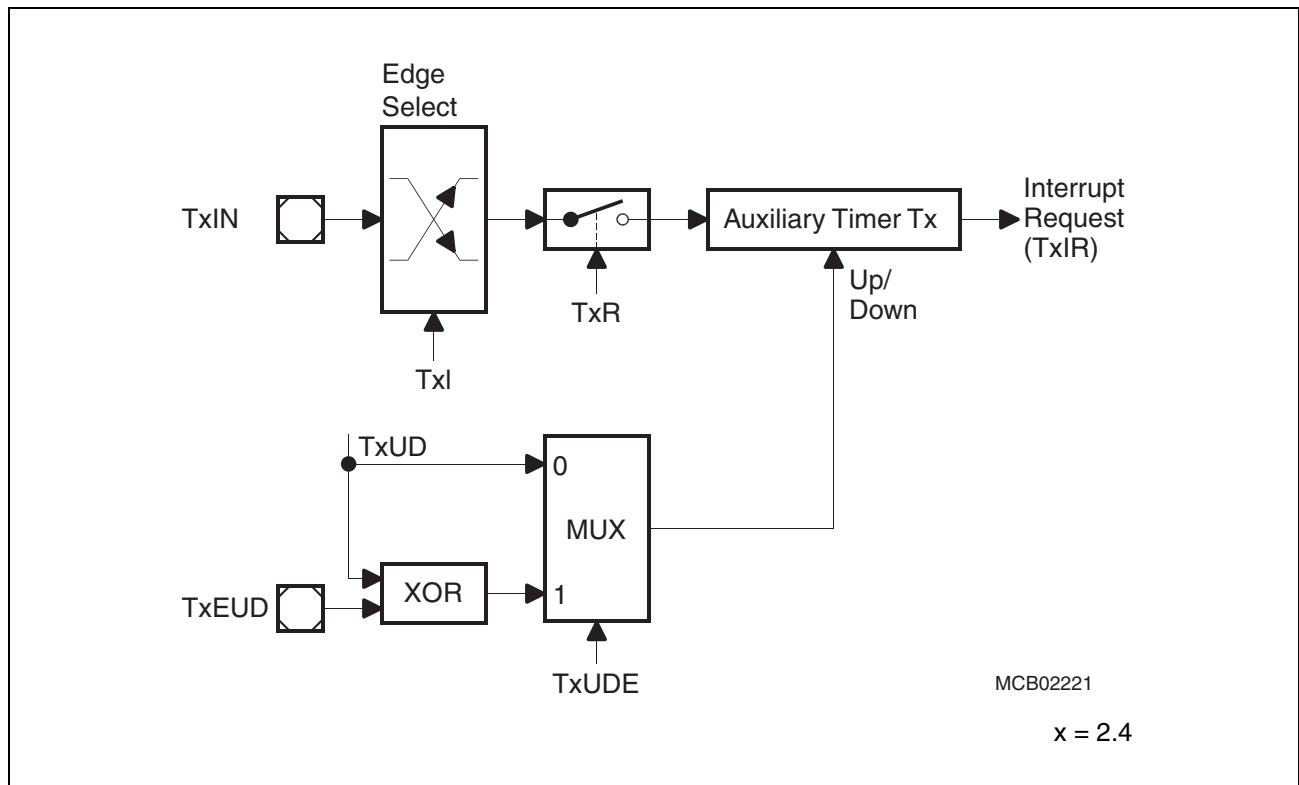 Edge
Select
TxIN
Auxiliary Timer Tx
Interrupt
Request
(TxIR)
TxR
Up/
Down
TxI
TxUD
0
MUX
XOR
1
TxEUD
TxUDE
MCB02221
x = 2.4